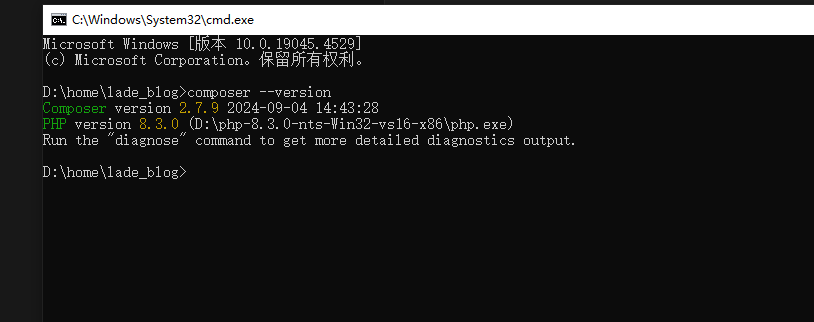 C:\Windows\System32\cmd.exe
Microsoft Windows [版本 10.0.19045.4529]
(c) Microsoft Corporation。保留所有权利。
D:\home\lade_blog>composer --version
Composer version 2.7.9 2024-09-04 14:43:28
PHP version 8.3.0 (D:\php-8.3.0-nts-Win32-vs16-x86\php.exe)
Run the "diagnose" command to get more detailed diagnostics output.
D:\home\lade_blog>